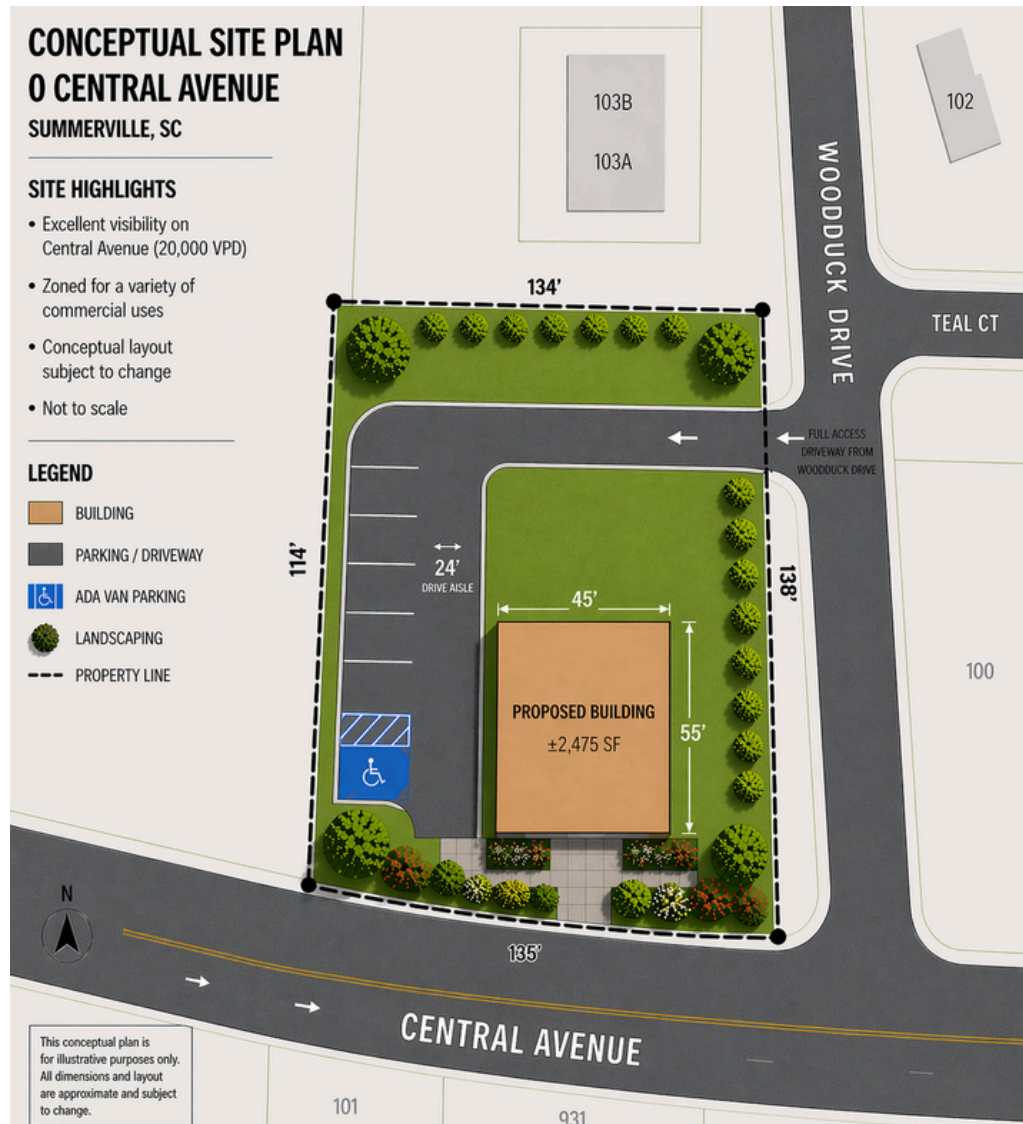 CONCEPTUAL SITE PLAN
0 CENTRAL AVENUE
SUMMERVILLE, SC
SITE HIGHLIGHTS
• Excellent visibility on
Central Avenue (20,000 VPD)
• Zoned for a variety of
commercial uses
• Conceptual layout
subject to change
• Not to scale
LEGEND
BUILDING
PARKING / DRIVEWAY
ADA VAN PARKING
LANDSCAPING
PROPERTY LINE
103B
103A
102
WOODDUCK DRIVE
TEAL CT
134'
FULL ACCESS
DRIVEWAY FROM
WOODDUCK DRIVE
114'
24'
DRIVE AISLE
45'
138'
PROPOSED BUILDING
±2,475 SF
55'
100
N
135'
CENTRAL AVENUE
This conceptual plan is
for illustrative purposes only.
All dimensions and layout
are approximate and subject
to change.
101
931